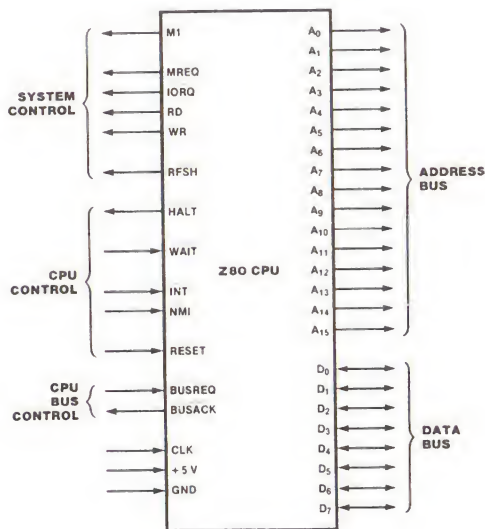 M1
MREQ
IORQ
RD
WR
RFSH
SYSTEM
CONTROL
HALT
WAIT
INT
NMI
RESET
CPU
CONTROL
BUSREQ
BUSACK
CPU
BUS
CONTROL
CLK
+5 V
GND
Z80 CPU
A0
A1
A2
A3
A4
A5
A6
A7
A8
A9
A10
A11
A12
A13
A14
A15
ADDRESS
BUS
D0
D1
D2
D3
D4
D5
D6
D7
DATA
BUS